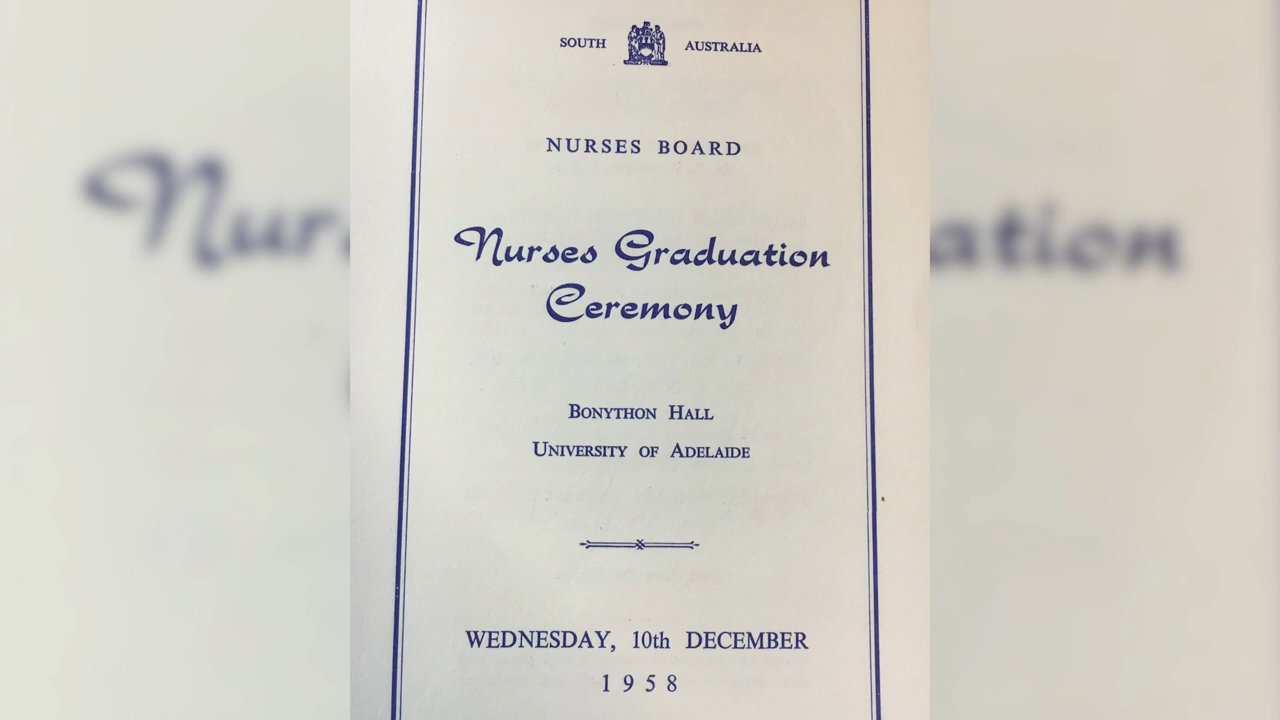 SOUTH AUSTRALIA
NURSES BOARD
Nurses Graduation
Ceremony
BONYTHON HALL
UNIVERSITY OF ADELAIDE
WEDNESDAY, 10th DECEMBER
1958